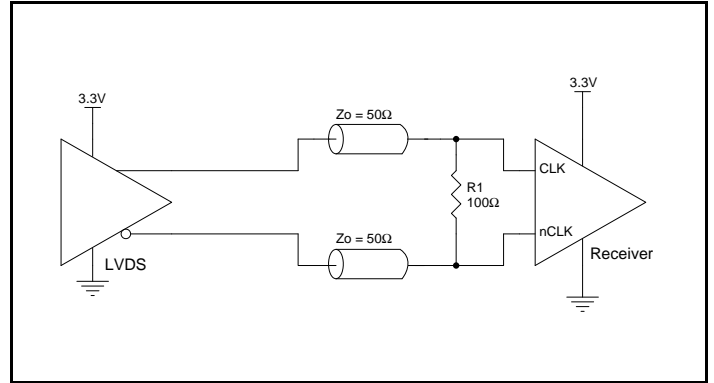 3.3V
3.3V
Zo = 50Ω
CLK
R1
100Ω
nCLK
Zo = 50Ω
LVDS
Receiver